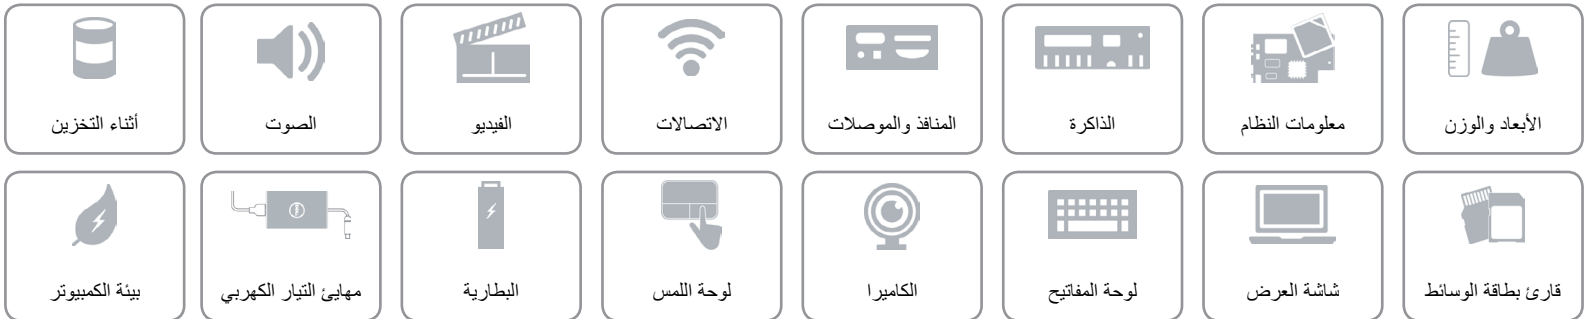 الأبعاد والوزن
معلومات النظام
الذاكرة
المنافذ والموصلات
الاتصالات
الفيديو
الصوت
أثناء التخزين
قارئ بطاقة الوسائط
شاشة العرض
لوحة المفاتيح
الكاميرا
لوحة اللمس
البطارية
مهايئ التيار الكهربي
بيئة الكمبيوتر